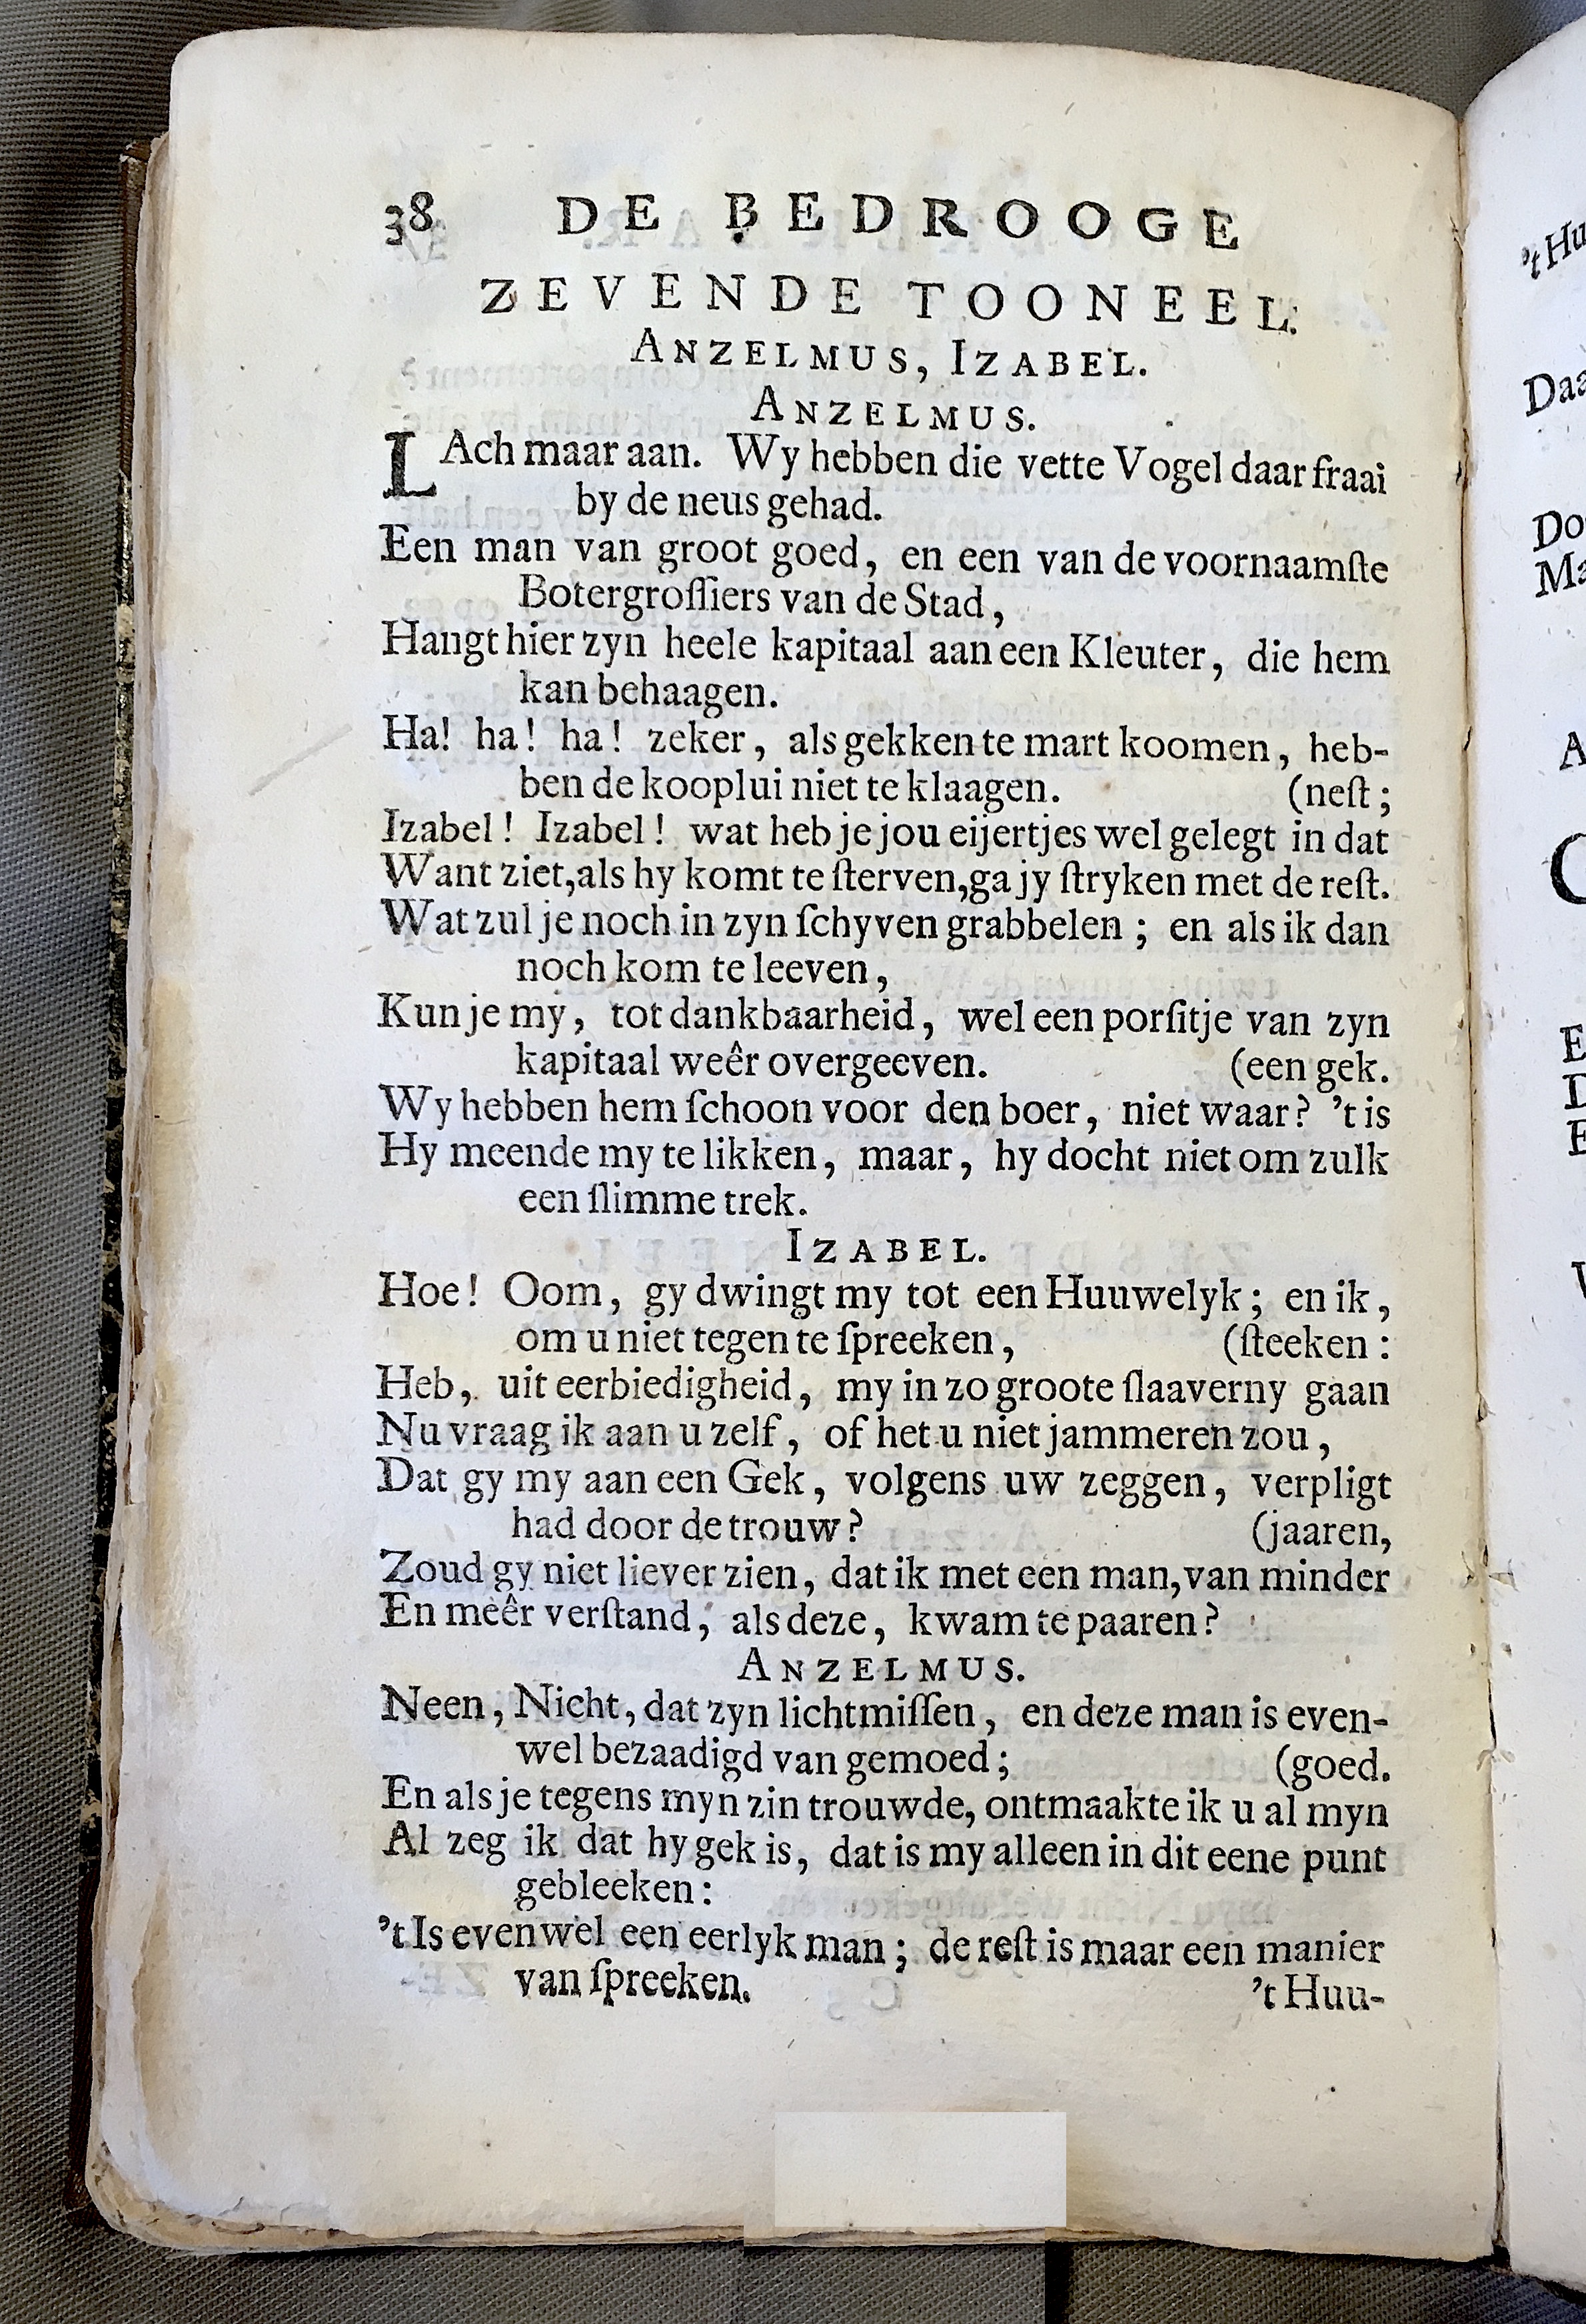 38 DE BEDROOGE
ZEVENDE TOONEEL.
ANZELMUS, IZABEL.
ANZELMUS.
LAch maar aan. Wy hebben die vette Vogel daar fraai
by de neus gehad.
Een man van groot goed, en een van de voornaamſte
Botergroſſiers van de Stad,
Hangt hier zyn heele kapitaal aan een Kleuter, die hem
kan behaagen.
Ha! ha! ha! zeker, als gekken te mart koomen, heb-
ben de kooplui niet te klaagen. (neſt;
Izabel! Izabel! wat heb je jou eijertjes wel gelegt in dat
Want ziet, als hy komt te ſterven, ga jy ſtryken met de reſt.
Wat zul je noch in zyn ſchyven grabbelen; en als ik dan
noch kom te leeven,
Kun je my, tot dankbaarheid, wel een porſitje van zyn
kapitaal weêr overgeeven. (een gek.
Wy hebben hem ſchoon voor den boer, niet waar? 't is
Hy meende my te likken, maar, hy docht niet om zulk
een ſlimme trek.
IZABEL.
Hoe! Oom, gy dwingt my tot een Huuwelyk; en ik,
om u niet tegen te ſpreeken, (ſteeken:
Heb, uit eerbiedigheid, my in zo groote ſlaaverny gaan
Nu vraag ik aan u zelf, of het u niet jammeren zou,
Dat gy my aan een Gek, volgens uw zeggen, verpligt
had door de trouw? (jaaren,
Zoud gy niet liever zien, dat ik met een man, van minder
En meêr verſtand, als deze, kwam te paaren?
ANZELMUS.
Neen, Nicht, dat zyn lichtmiſſen, en deze man is even-
wel bezaadigd van gemoed; (goed.
En als je tegens myn zin trouwde, ontmaakte ik u al myn
Al zeg ik dat hy gek is, dat is my alleen in dit eene punt
gebleeken:
't Is evenwel een eerlyk man; de reſt is maar een manier
van ſpreeken. 't Huu-